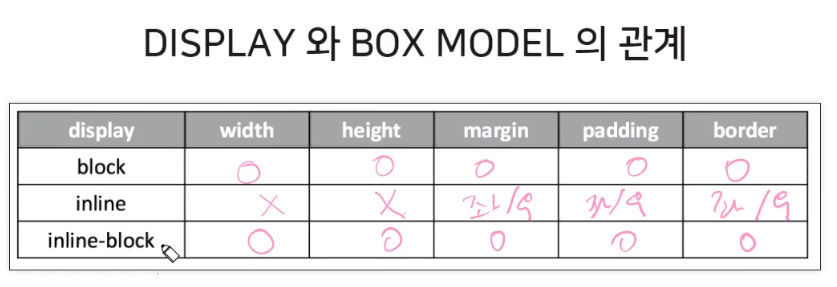 DISPLAY 와 BOX MODEL 의 관계
display width height margin padding border
block O O O O O
inline X X 좌/우 좌/우 좌/우
inline-block O O O O O